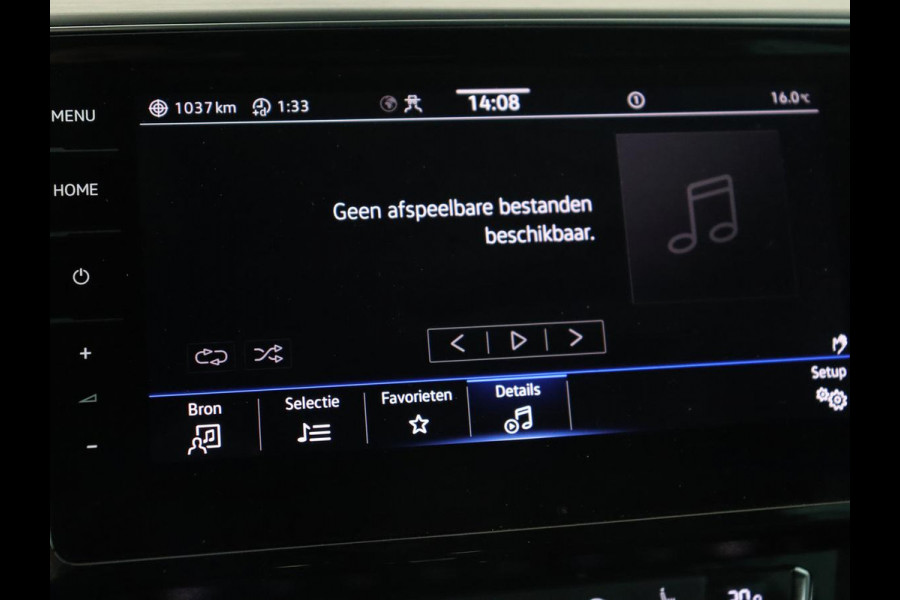 MENU
HOME
1037 km +d 1:33 14:08 1 16.0°C
Geen afspeelbare bestanden
beschikbaar.
Bron
Selectie
Favorieten
Details
Setup
+
-